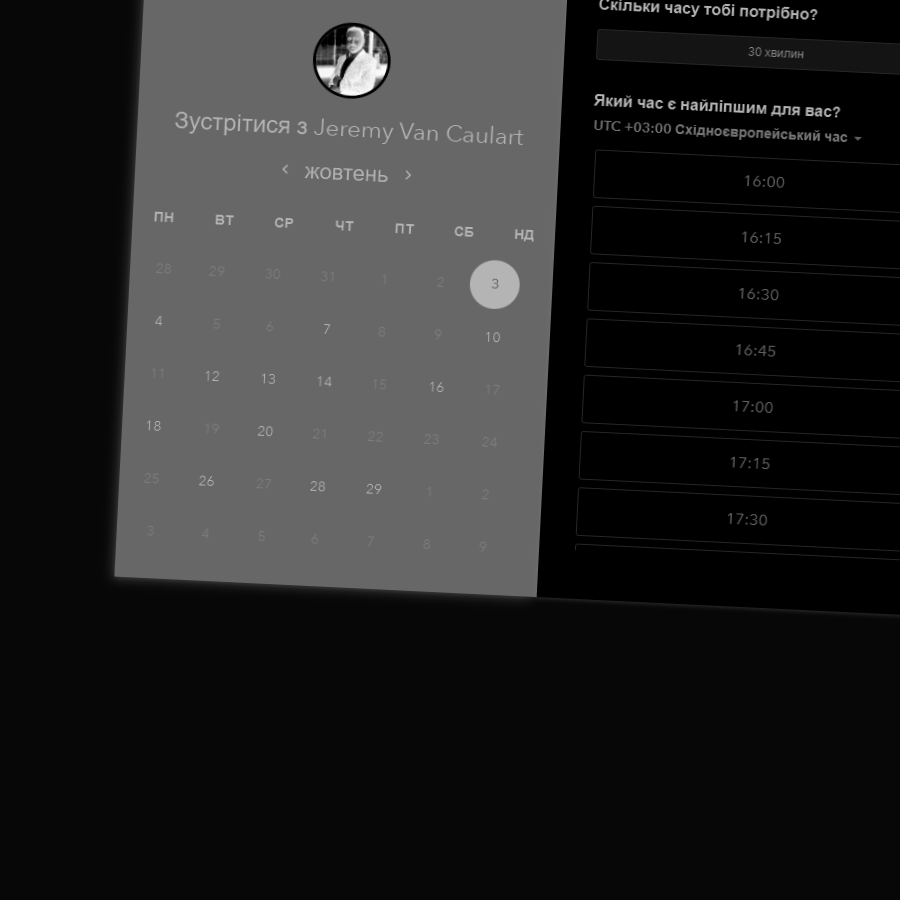 Зустрітися з Jeremy Van Caulart
жовтень
ПН ВТ СР ЧТ ПТ СБ НД
28 29 30 31 1 2 3
4 5 6 7 8 9 10
11 12 13 14 15 16 17
18 19 20 21 22 23 24
25 26 27 28 29 1 2
3 4 5 6 7 8 9
Скільки часу тобі потрібно?
30 хвилин
Який час є найліпшим для вас?
UTC +03:00 Східноєвропейський час
16:00
16:15
16:30
16:45
17:00
17:15
17:30